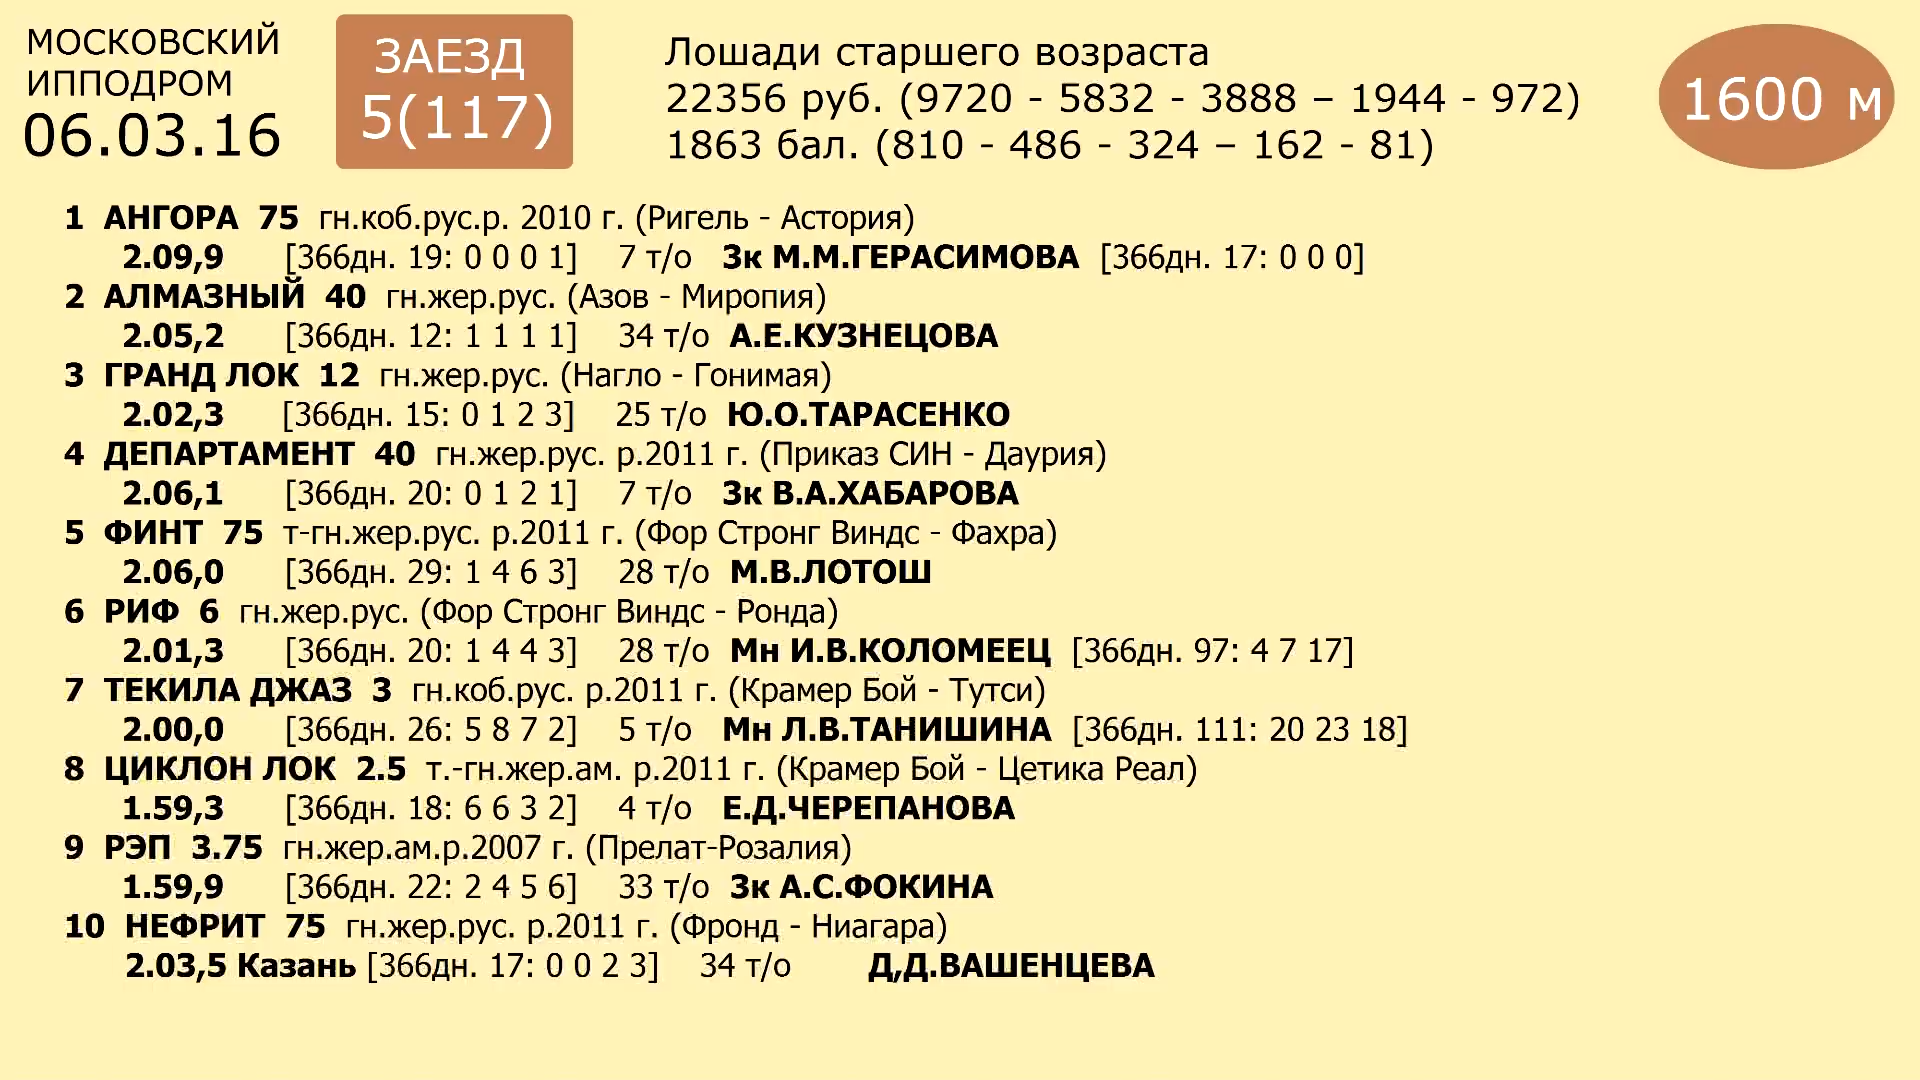 МОСКОВСКИЙ
ИППОДРОМ
06.03.16
ЗАЕЗД
5(117)
Лошади старшего возраста
22356 руб. (9720 - 5832 - 3888 – 1944 - 972)
1863 бал. (810 - 486 - 324 – 162 - 81)
1600 м
1 АНГОРА 75 гн.коб.рус.р. 2010 г. (Ригель - Астория)
2.09,9 [366дн. 19: 0 0 0 1] 7 т/о 3к М.М.ГЕРАСИМОВА [366дн. 17: 0 0 0]
2 АЛМАЗНЫЙ 40 гн.жер.рус. (Азов - Миропия)
2.05,2 [366дн. 12: 1 1 1 1] 34 т/о А.Е.КУЗНЕЦОВА
3 ГРАНД ЛОК 12 гн.жер.рус. (Нагло - Гонимая)
2.02,3 [366дн. 15: 0 1 2 3] 25 т/о Ю.О.ТАРАСЕНКО
4 ДЕПАРТАМЕНТ 40 гн.жер.рус. р.2011 г. (Приказ СИН - Даурия)
2.06,1 [366дн. 20: 0 1 2 1] 7 т/о 3к В.А.ХАБАРОВА
5 ФИНТ 75 т-гн.жер.рус. р.2011 г. (Фор Стронг Виндс - Фахра)
2.06,0 [366дн. 29: 1 4 6 3] 28 т/о М.В.ЛОТОШ
6 РИФ 6 гн.жер.рус. (Фор Стронг Виндс - Ронда)
2.01,3 [366дн. 20: 1 4 4 3] 28 т/о Мн И.В.КОЛОМЕЕЦ [366дн. 97: 4 7 17]
7 ТЕКИЛА ДЖАЗ 3 гн.коб.рус. р.2011 г. (Крамер Бой - Тутси)
2.00,0 [366дн. 26: 5 8 7 2] 5 т/о Мн Л.В.ТАНИШИНА [366дн. 111: 20 23 18]
8 ЦИКЛОН ЛОК 2.5 т.-гн.жер.ам. р.2011 г. (Крамер Бой - Цетика Реал)
1.59,3 [366дн. 18: 6 6 3 2] 4 т/о Е.Д.ЧЕРЕПАНОВА
9 РЭП 3.75 гн.жер.ам.р.2007 г. (Прелат-Розалия)
1.59,9 [366дн. 22: 2 4 5 6] 33 т/о 3к А.С.ФОКИНА
10 НЕФРИТ 75 гн.жер.рус. р.2011 г. (Фронд - Ниагара)
2.03,5 Казань [366дн. 17: 0 0 2 3] 34 т/о Д,Д.ВАШЕНЦЕВА